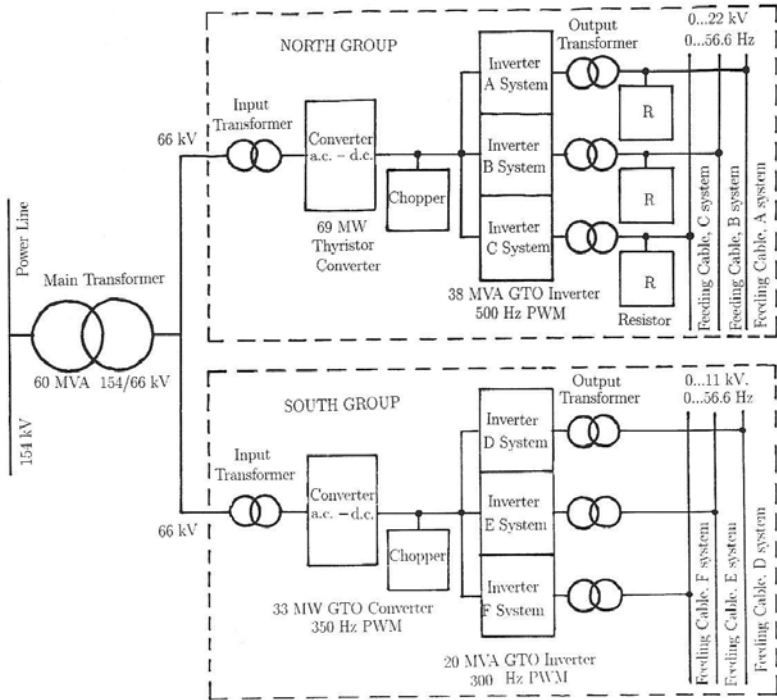 Power Line
154 kV
Main Transformer
60 MVA 154/66 kV
66 kV
66 kV
NORTH GROUP
Input
Transformer
Converter
a.c. – d.c.
69 MW
Thyristor
Converter
Chopper
Inverter
A System
Inverter
B System
Inverter
C System
38 MVA GTO Inverter
500 Hz PWM
Output
Transformer
R
R
R
Resistor
0...22 kV
0...56.6 Hz
Feeding Cable, C system
Feeding Cable, B system
Feeding Cable, A system
SOUTH GROUP
Input
Transformer
Converter
a.c. – d.c.
33 MW GTO Converter
350 Hz PWM
Chopper
Inverter
D System
Inverter
E System
Inverter
F System
20 MVA GTO Inverter
300 Hz PWM
Output
Transformer
0...11 kV.
0...56.6 Hz
Feeding Cable, F system
Feeding Cable, E system
Feeding Cable, D system